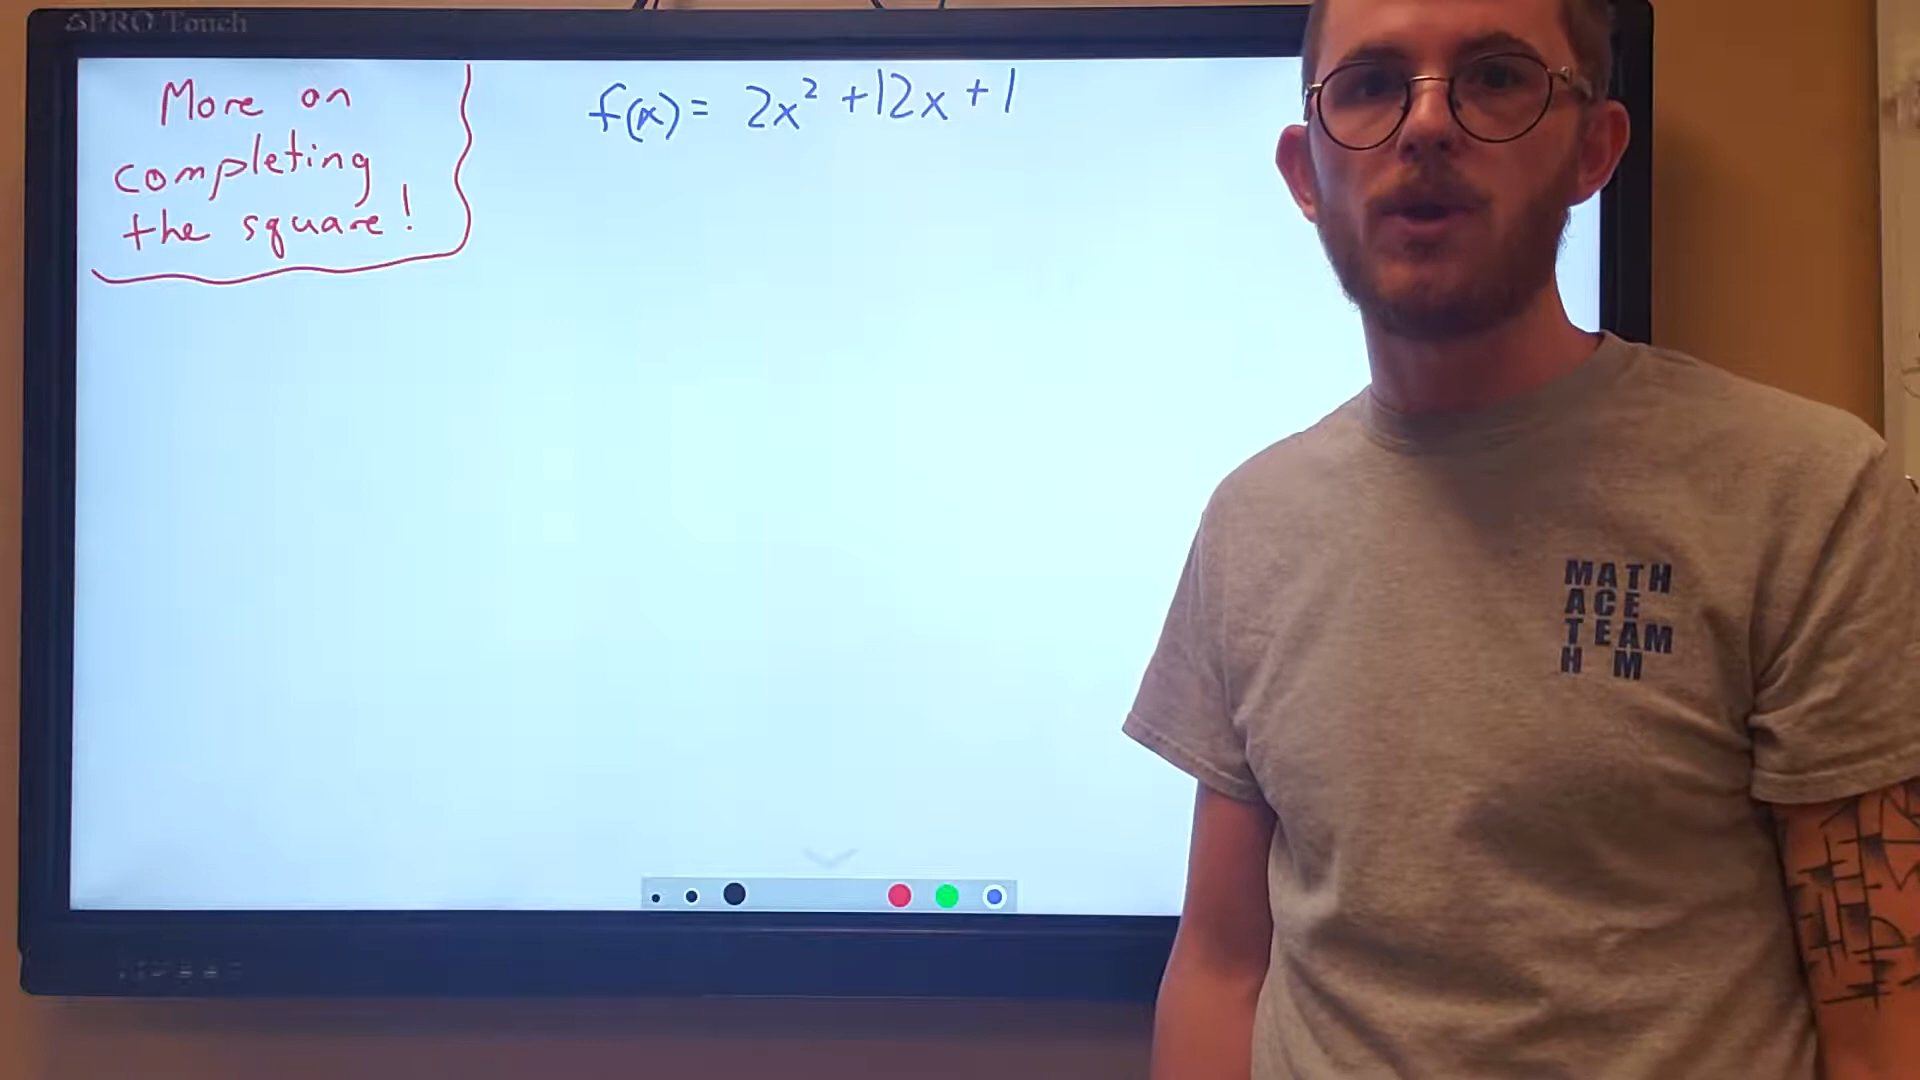 PRO Touch
More on
completing
the square!
f(x) = 2x² +12x +1
MATH
ACE
TEAM
H M